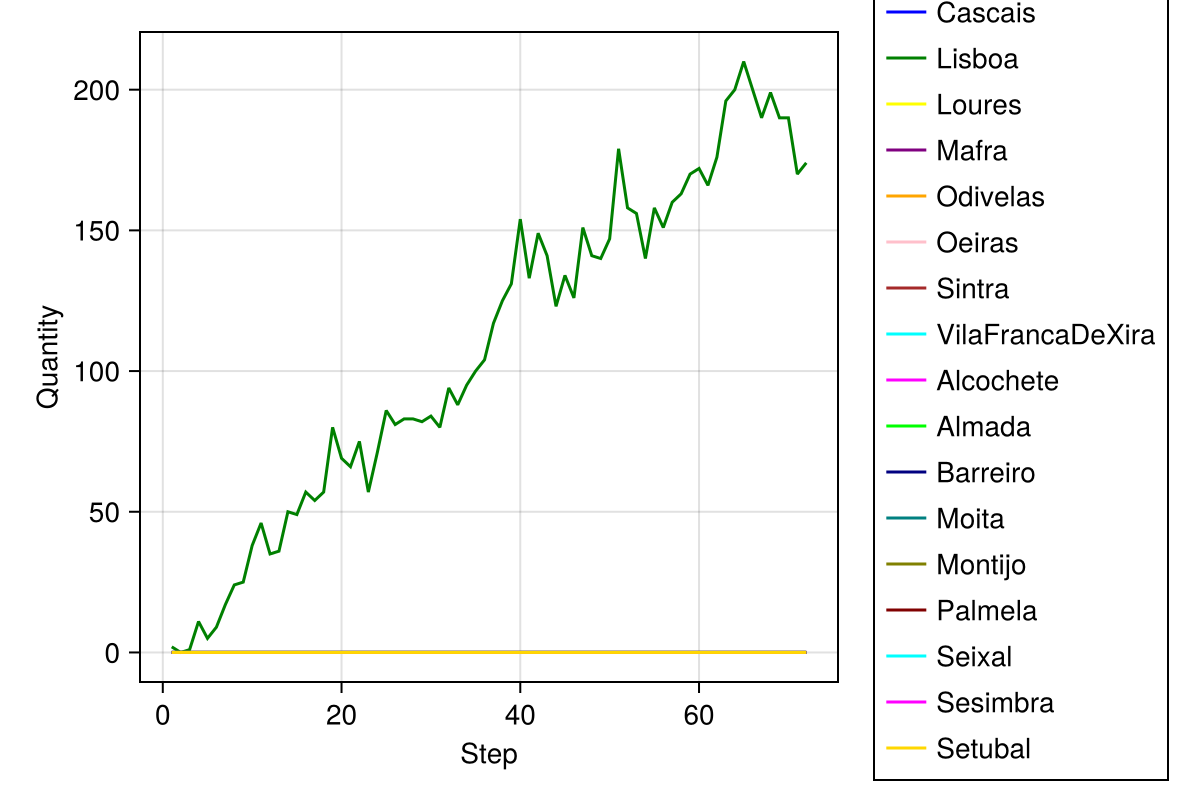 Quantity
200
150
100
50
0
0 20 40 60
Step
Cascais
Lisboa
Loures
Mafra
Odivelas
Oeiras
Sintra
VilaFrancaDeXira
Alcochete
Almada
Barreiro
Moita
Montijo
Palmela
Seixal
Sesimbra
Setubal